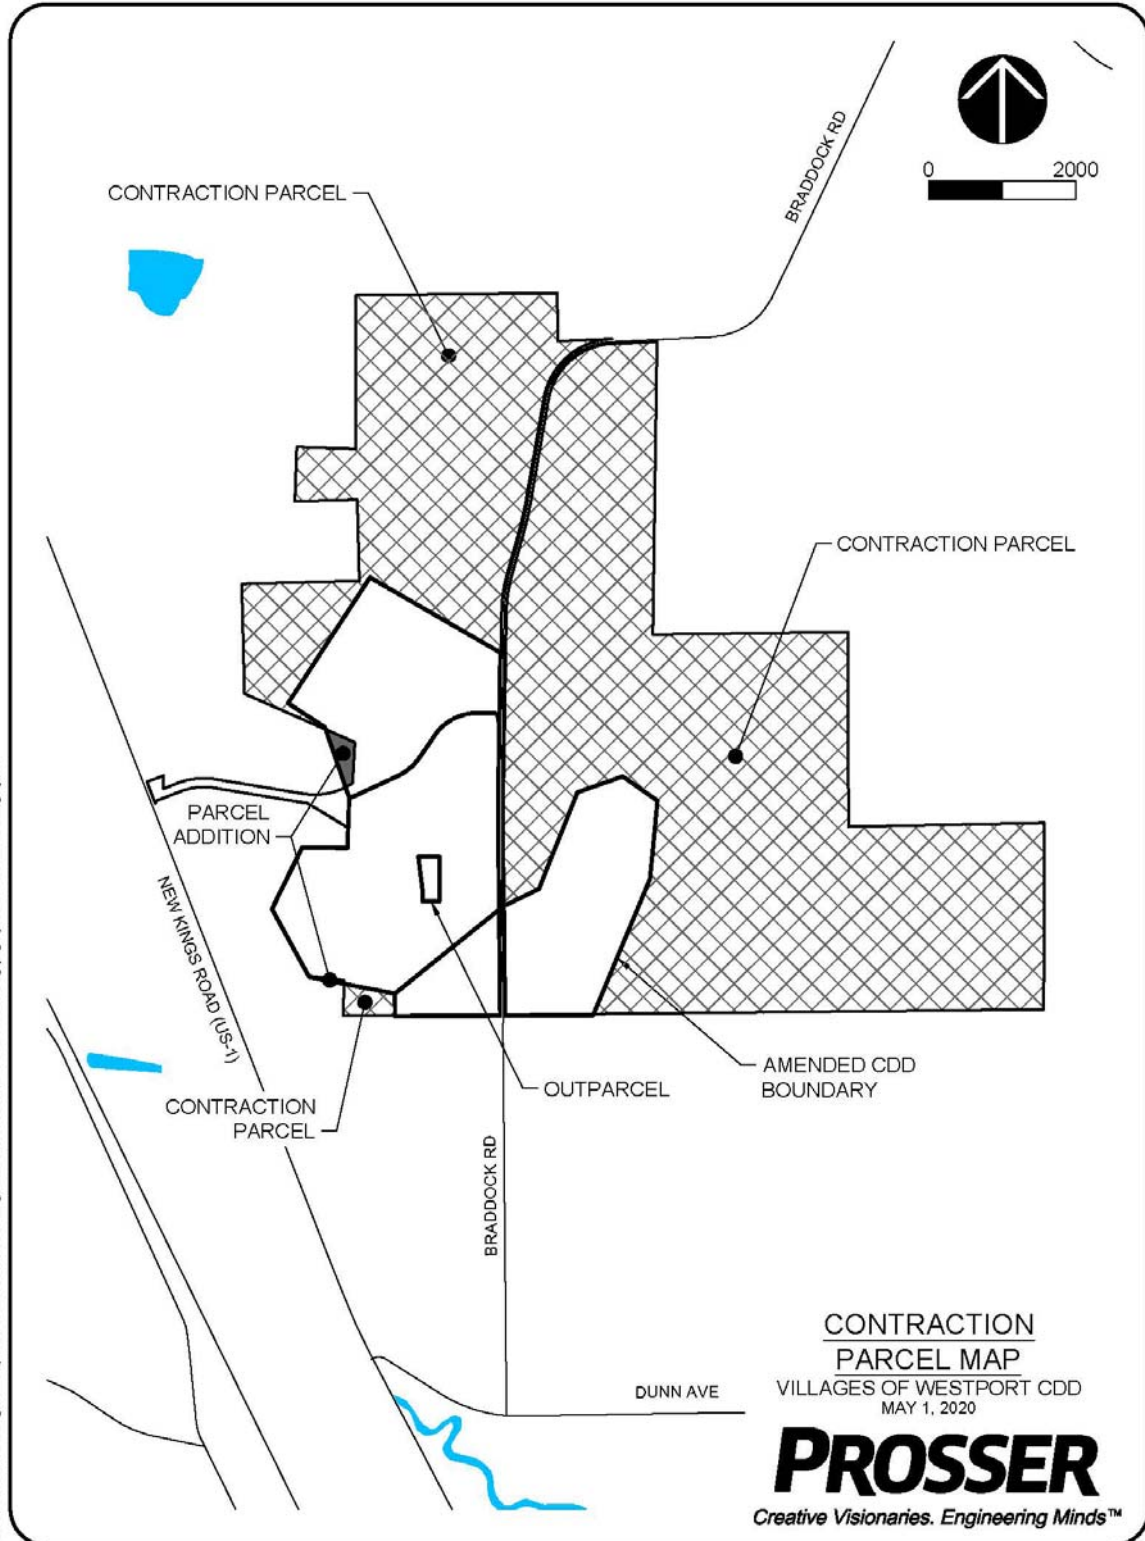 BRADDOCK RD
0 2000
CONTRACTION PARCEL
CONTRACTION PARCEL
PARCEL
ADDITION
NEW KINGS ROAD (US-1)
AMENDED CDD
BOUNDARY
OUTPARCEL
CONTRACTION
PARCEL
BRADDOCK RD
DUNN AVE
CONTRACTION
PARCEL MAP
VILLAGES OF WESTPORT CDD
MAY 1, 2020
PROSSER
Creative Visionaries. Engineering Minds™